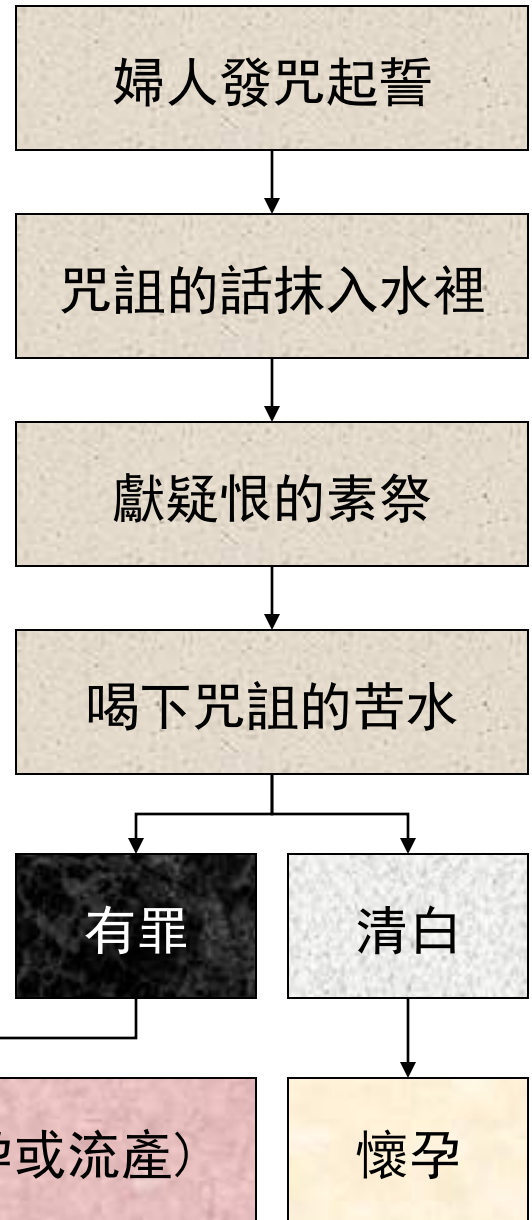 婦人發咒起誓
咒詛的話抹入水裡
獻疑恨的素祭
喝下咒詛的苦水
有罪
清白
孕或流產）
懷孕